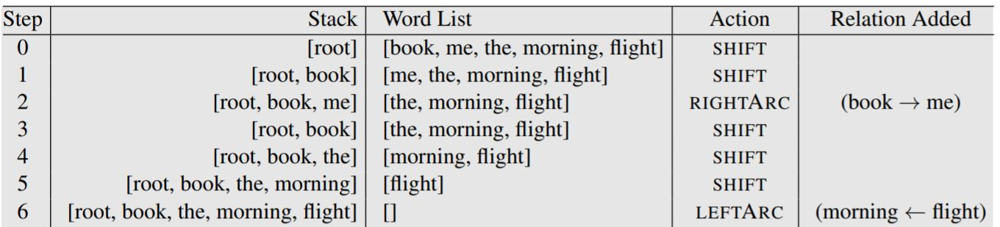 Step Stack Word List Action Relation Added
0 [root] [book, me, the, morning, flight] SHIFT
1 [root, book] [me, the, morning, flight] SHIFT
2 [root, book, me] [the, morning, flight] RIGHTARC (book → me)
3 [root, book] [the, morning, flight] SHIFT
4 [root, book, the] [morning, flight] SHIFT
5 [root, book, the, morning] [flight] SHIFT
6 [root, book, the, morning, flight] [] LEFTARC (morning ← flight)